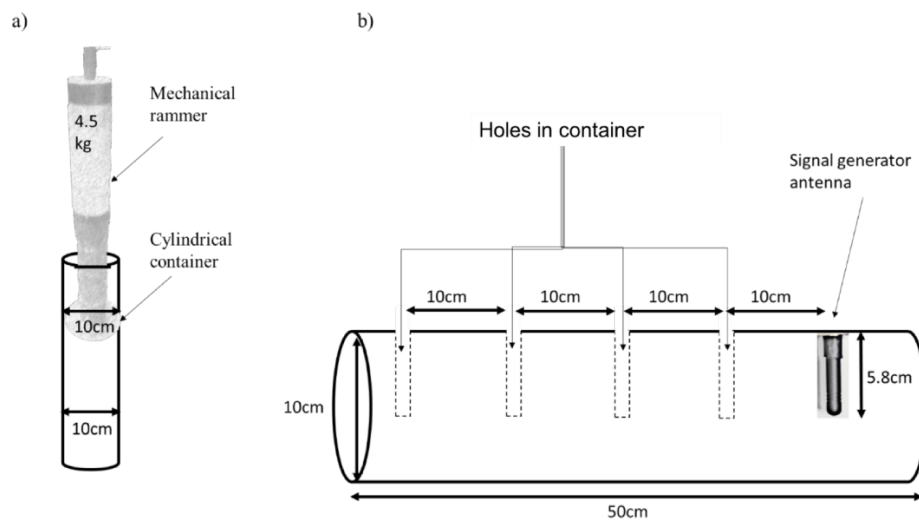 a)
4.5
kg
Mechanical
rammer
Cylindrical
container
10cm
10cm
b)
Holes in container
Signal generator
antenna
10cm
10cm
10cm
10cm
5.8cm
10cm
50cm